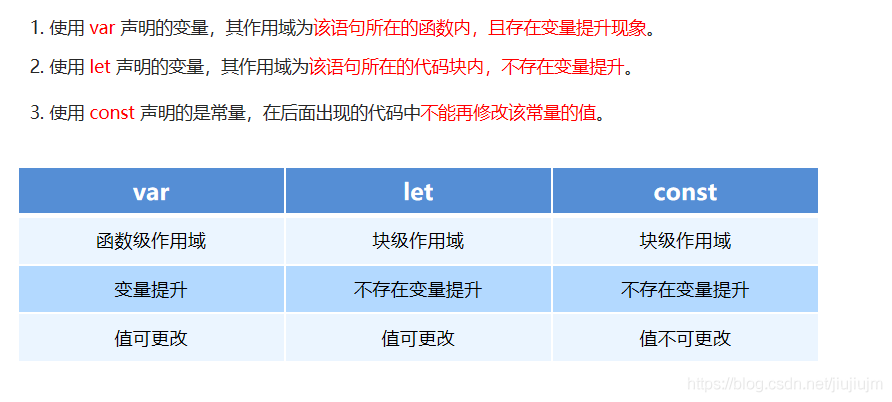 1. 使用 var 声明的变量，其作用域为该语句所在的函数内，且存在变量提升现象。
2. 使用 let 声明的变量，其作用域为该语句所在的代码块内，不存在变量提升。
3. 使用 const 声明的是常量，在后面出现的代码中不能再修改该常量的值。
var let const
函数级作用域 块级作用域 块级作用域
变量提升 不存在变量提升 不存在变量提升
值可更改 值可更改 值不可更改
https://blog.csdn.net/jiujiujm